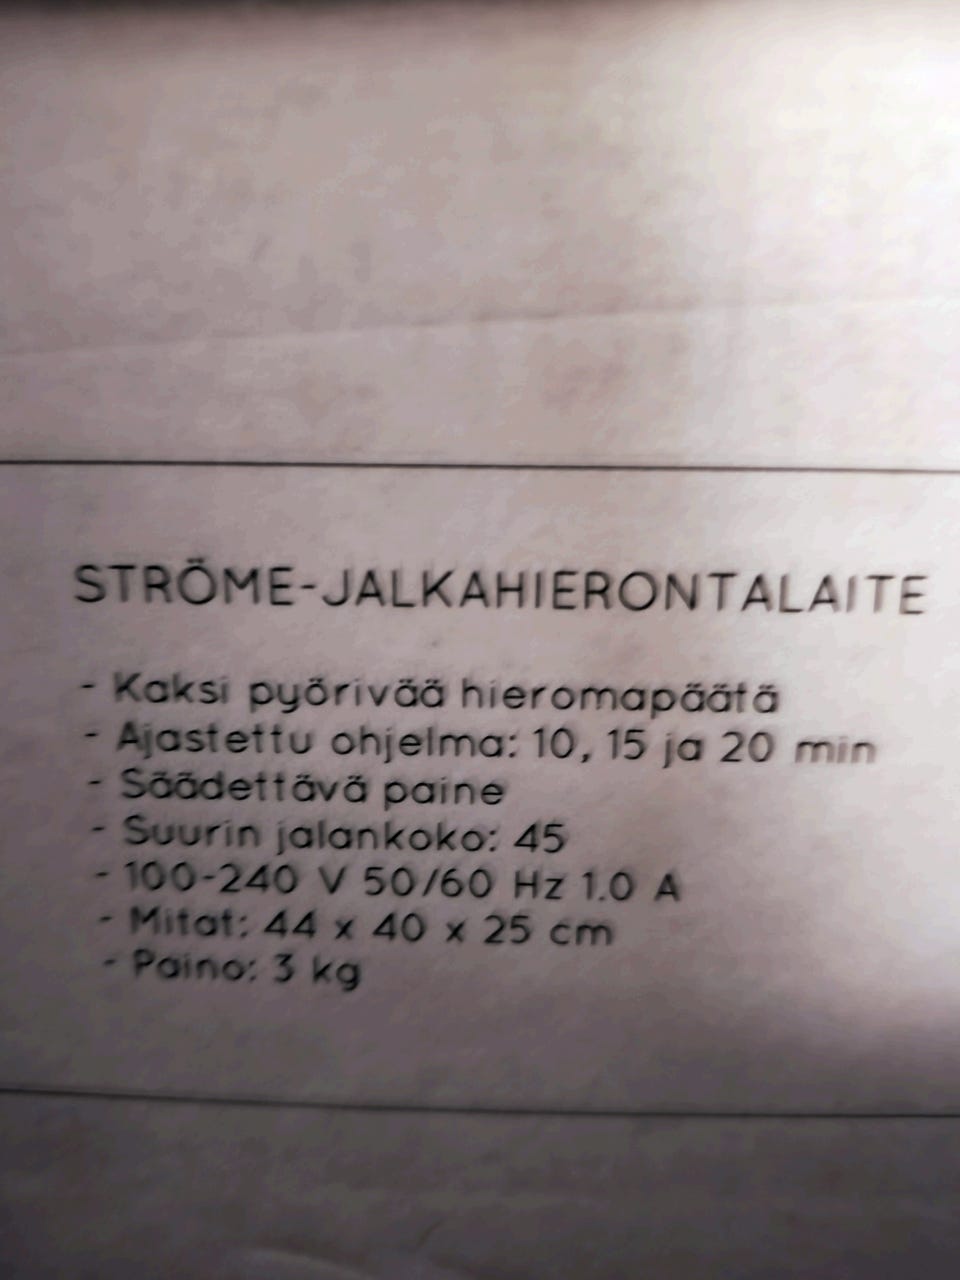 STRÖME-JALKAHIERONTALAITE
- Kaksi pyörivää hieromapäätä
- Ajastettu ohjelma: 10, 15 ja 20 min
- Säädettävä paine
- Suurin jalankoko: 45
- 100-240 V 50/60 Hz 1.0 A
- Mitat: 44 x 40 x 25 cm
- Paino: 3 kg